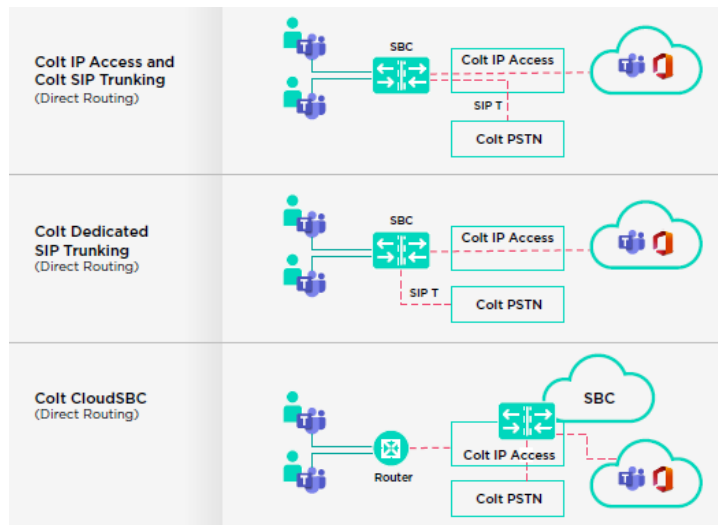 Colt IP Access and
Colt SIP Trunking
(Direct Routing)
SBC
Colt IP Access
SIP T
Colt PSTN
Colt Dedicated
SIP Trunking
(Direct Routing)
SBC
Colt IP Access
SIP T
Colt PSTN
Colt CloudSBC
(Direct Routing)
Router
SBC
Colt IP Access
Colt PSTN